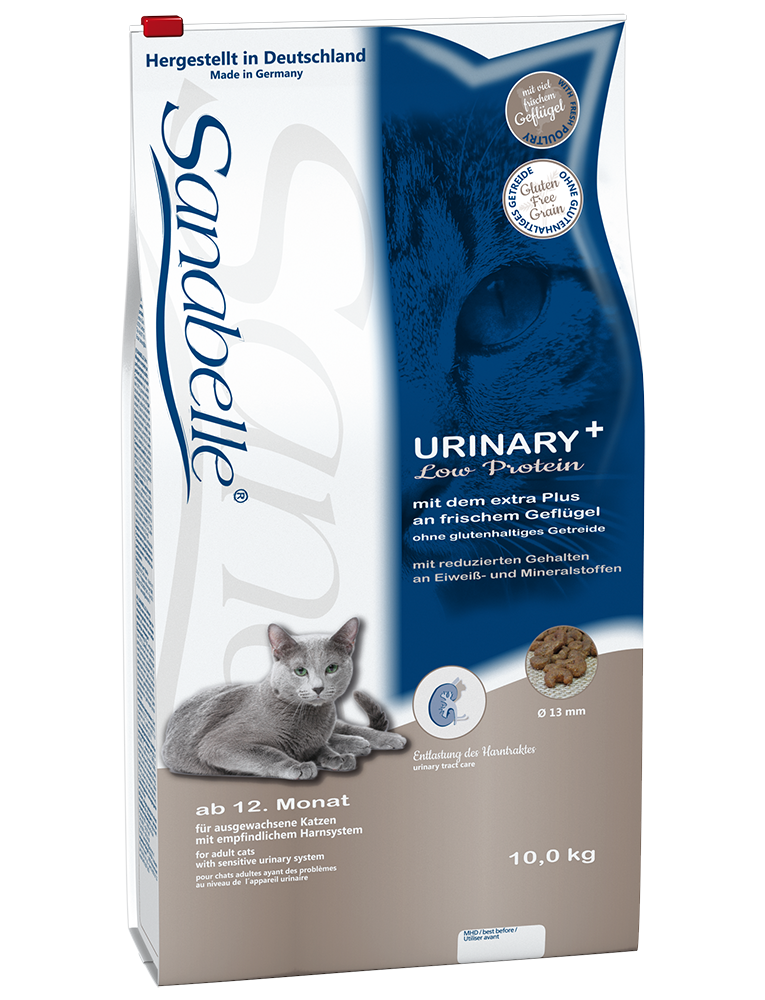 Hergestellt in Deutschland
Made in Germany
Sanabelle®
Sana
mit viel
frischem
Geflügel
WITH FRESH POULTRY
OHNE GLUTENHALTIGES GETREIDE
Gluten
Free
Grain
URINARY+
Low Protein
mit dem extra Plus
an frischem Geflügel
ohne glutenhaltiges Getreide
mit reduzierten Gehalten
an Eiweiß- und Mineralstoffen
Ø 13 mm
Entlastung des Harntraktes
urinary tract care
ab 12. Monat
für ausgewachsene Katzen
mit empfindlichem Harnsystem
for adult cats
with sensitive urinary system
pour chats adultes ayant des problèmes
au niveau de l´appareil urinaire
10,0 kg
MHD / best before /
Utiliser avant